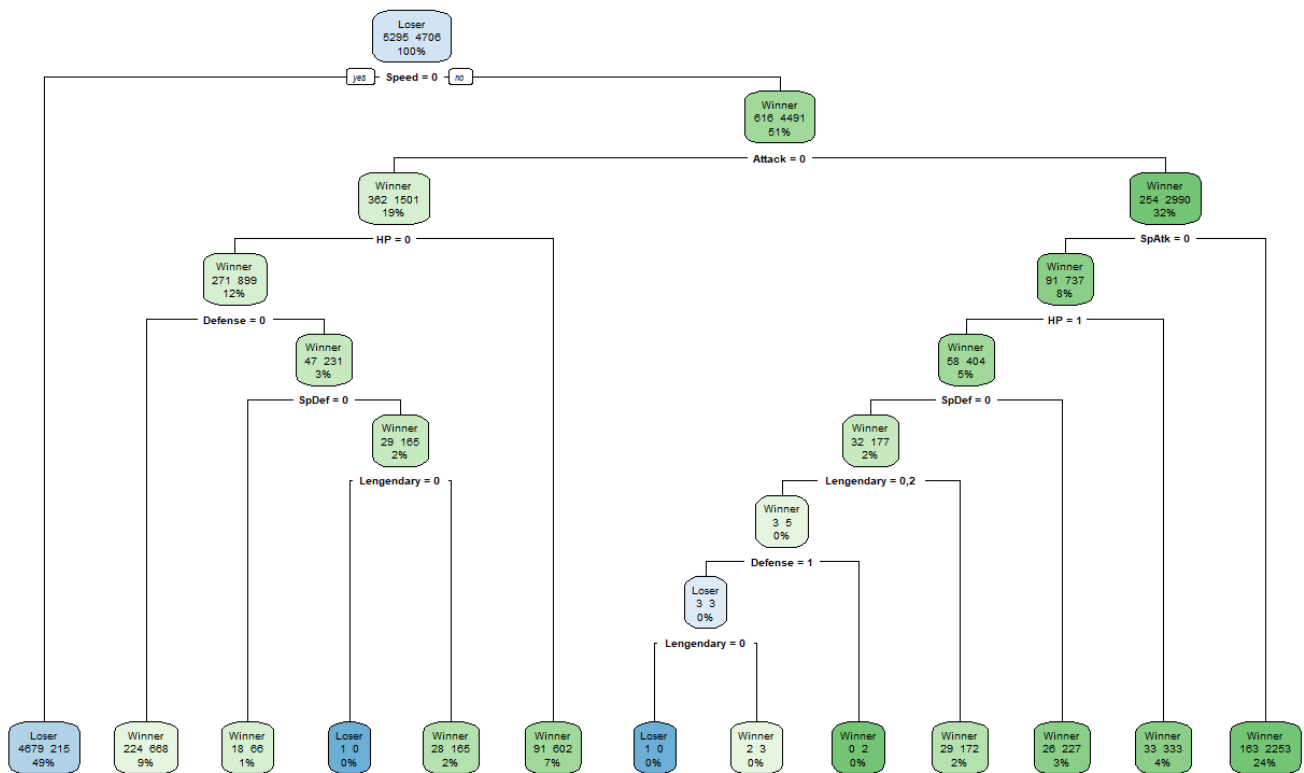 Loser
5295 4706
100%
yes Speed = 0 no
Winner
616 4491
51%
Attack = 0
Winner
362 1501
19%
Winner
254 2990
32%
HP = 0
SpAtk = 0
Winner
271 899
12%
Winner
91 737
8%
Defense = 0
HP = 1
Winner
47 231
3%
Winner
58 404
5%
SpDef = 0
SpDef = 0
Winner
29 165
2%
Winner
32 177
2%
Lengendary = 0
Lengendary = 0,2
Winner
3 5
0%
Defense = 1
Loser
3 3
0%
Lengendary = 0
Loser
4679 215
49%
Winner
224 668
9%
Winner
18 66
1%
Loser
1 0
0%
Winner
28 165
2%
Winner
91 602
7%
Loser
1 0
0%
Winner
2 3
0%
Winner
0 2
0%
Winner
29 172
2%
Winner
26 227
3%
Winner
33 333
4%
Winner
163 2253
24%